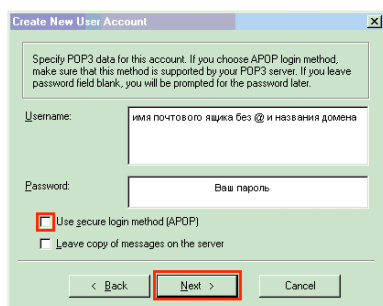 Create New User Account
Specify POP3 data for this account. If you choose APOP login method,
make sure that this method is supported by your POP3 server. If you leave
password field blank, you will be prompted for the password later.
Username:
имя почтового ящика без @ и названия домена
Password:
Ваш пароль
Use secure login method (APOP)
Leave copy of messages on the server
< Back
Next >
Cancel